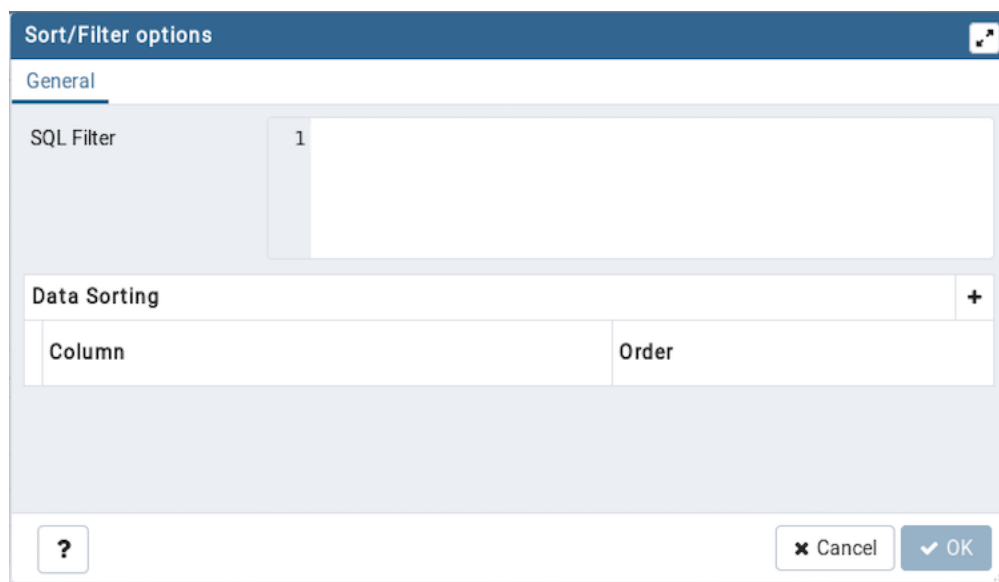 Sort/Filter options
General
SQL Filter
1
Data Sorting
+
Column Order
?
Cancel OK